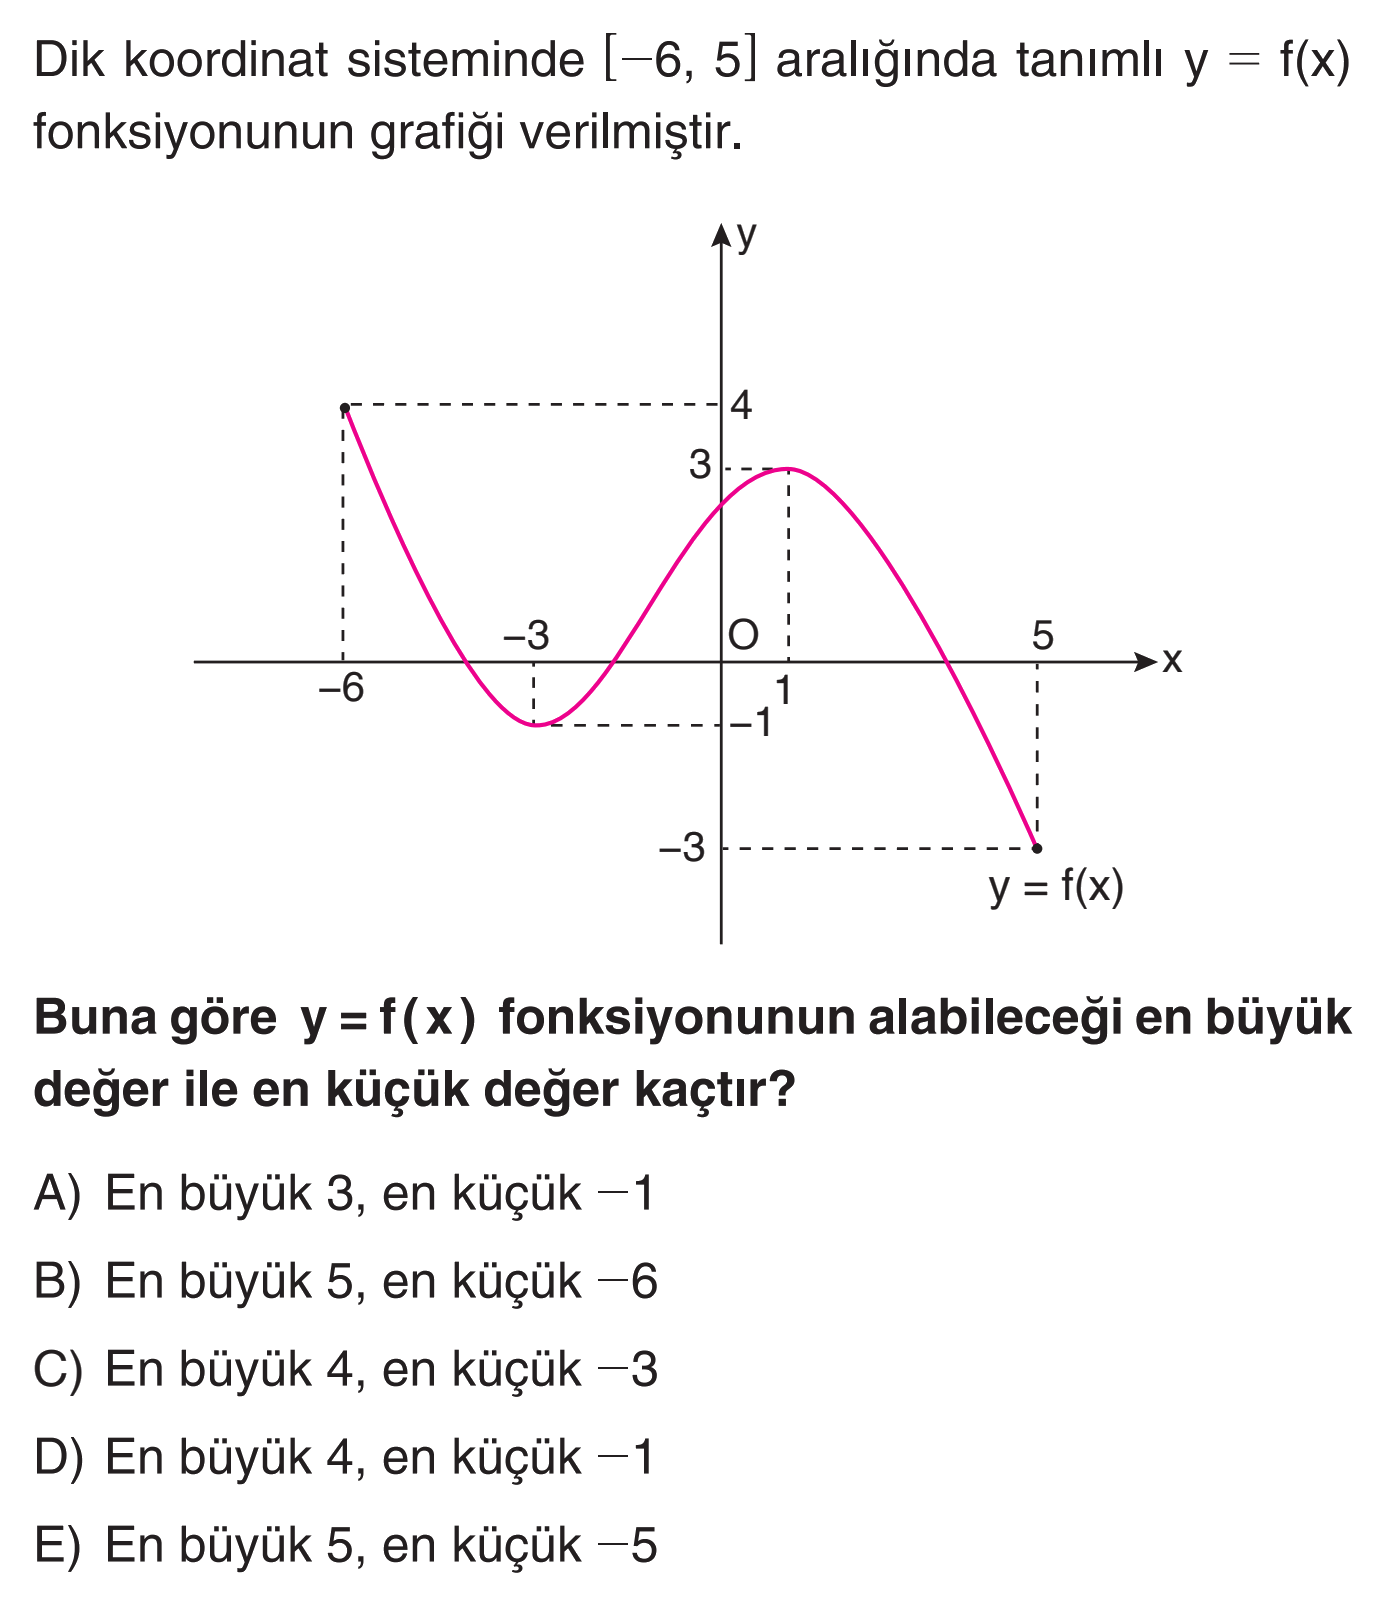 Dik koordinat sisteminde [−6, 5] aralığında tanımlı y = f(x)
fonksiyonunun grafiği verilmiştir.
y
4
3
−3
O
5
x
−6
1
−1
−3
y = f(x)
Buna göre y = f(x) fonksiyonunun alabileceği en büyük
değer ile en küçük değer kaçtır?
A) En büyük 3, en küçük −1
B) En büyük 5, en küçük −6
C) En büyük 4, en küçük −3
D) En büyük 4, en küçük −1
E) En büyük 5, en küçük −5